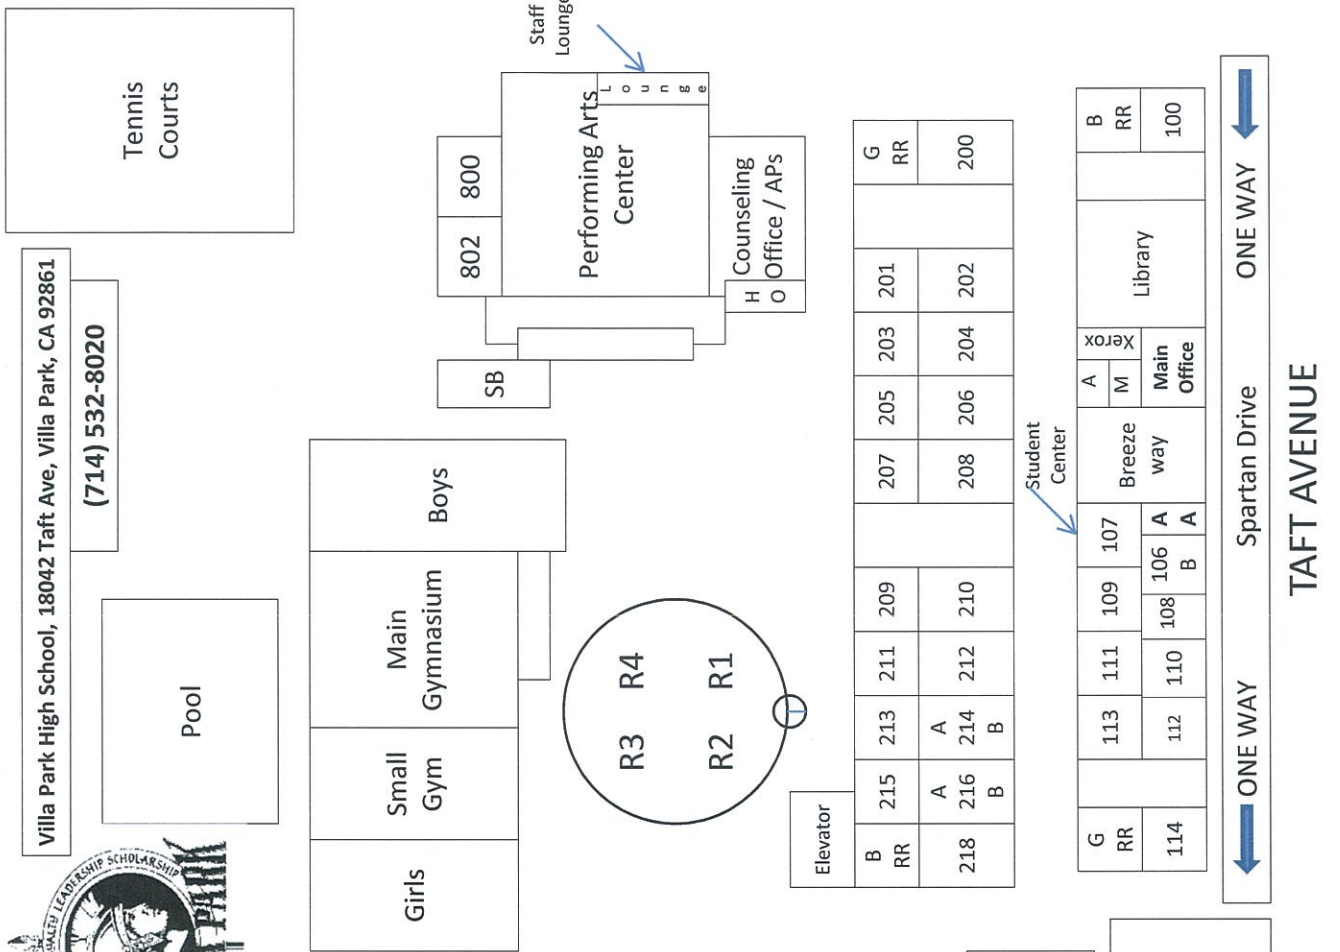 Villa Park High School, 18042 Taft Ave, Villa Park, CA 92861
(714) 532-8020
LEADERSHIP SCHOLARSHIP
PARK
Tennis
Courts
Pool
Girls
Small
Gym
Main
Gymnasium
Boys
SB
802
800
Performing Arts
Center
Lounge
Staff
Lounge
Counseling
Office / APs
H
O
R3
R4
R2
R1
Elevator
B
RR
215
213
211
209
207
205
203
201
G
RR
218
A
216
B
A
214
B
212
210
208
206
204
202
200
Student
Center
G
RR
113
111
109
107
Breeze
way
A
M
Xerox
Library
B
RR
114
112
110
108
106
B
A
A
Main
Office
100
ONE WAY
Spartan Drive
ONE WAY
TAFT AVENUE